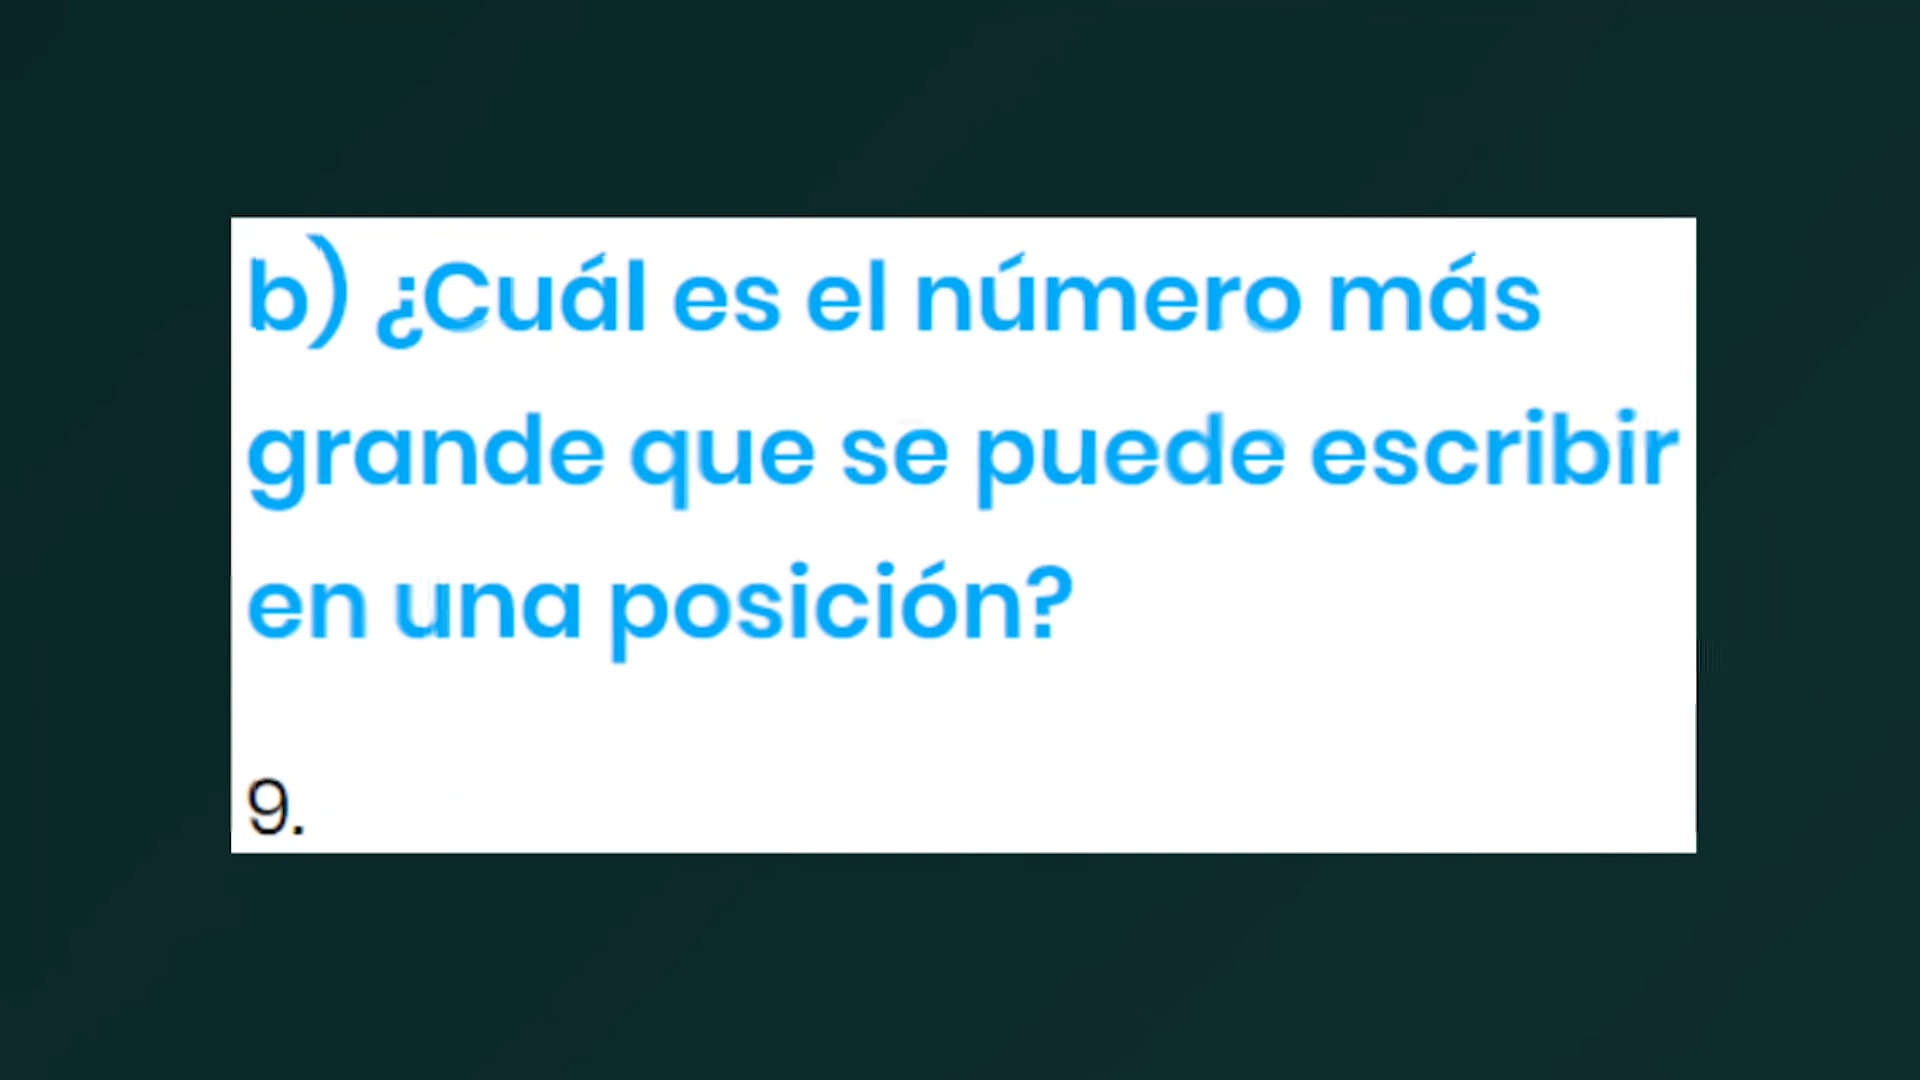 b) ¿Cuál es el número más
grande que se puede escribir
en una posición?
9.